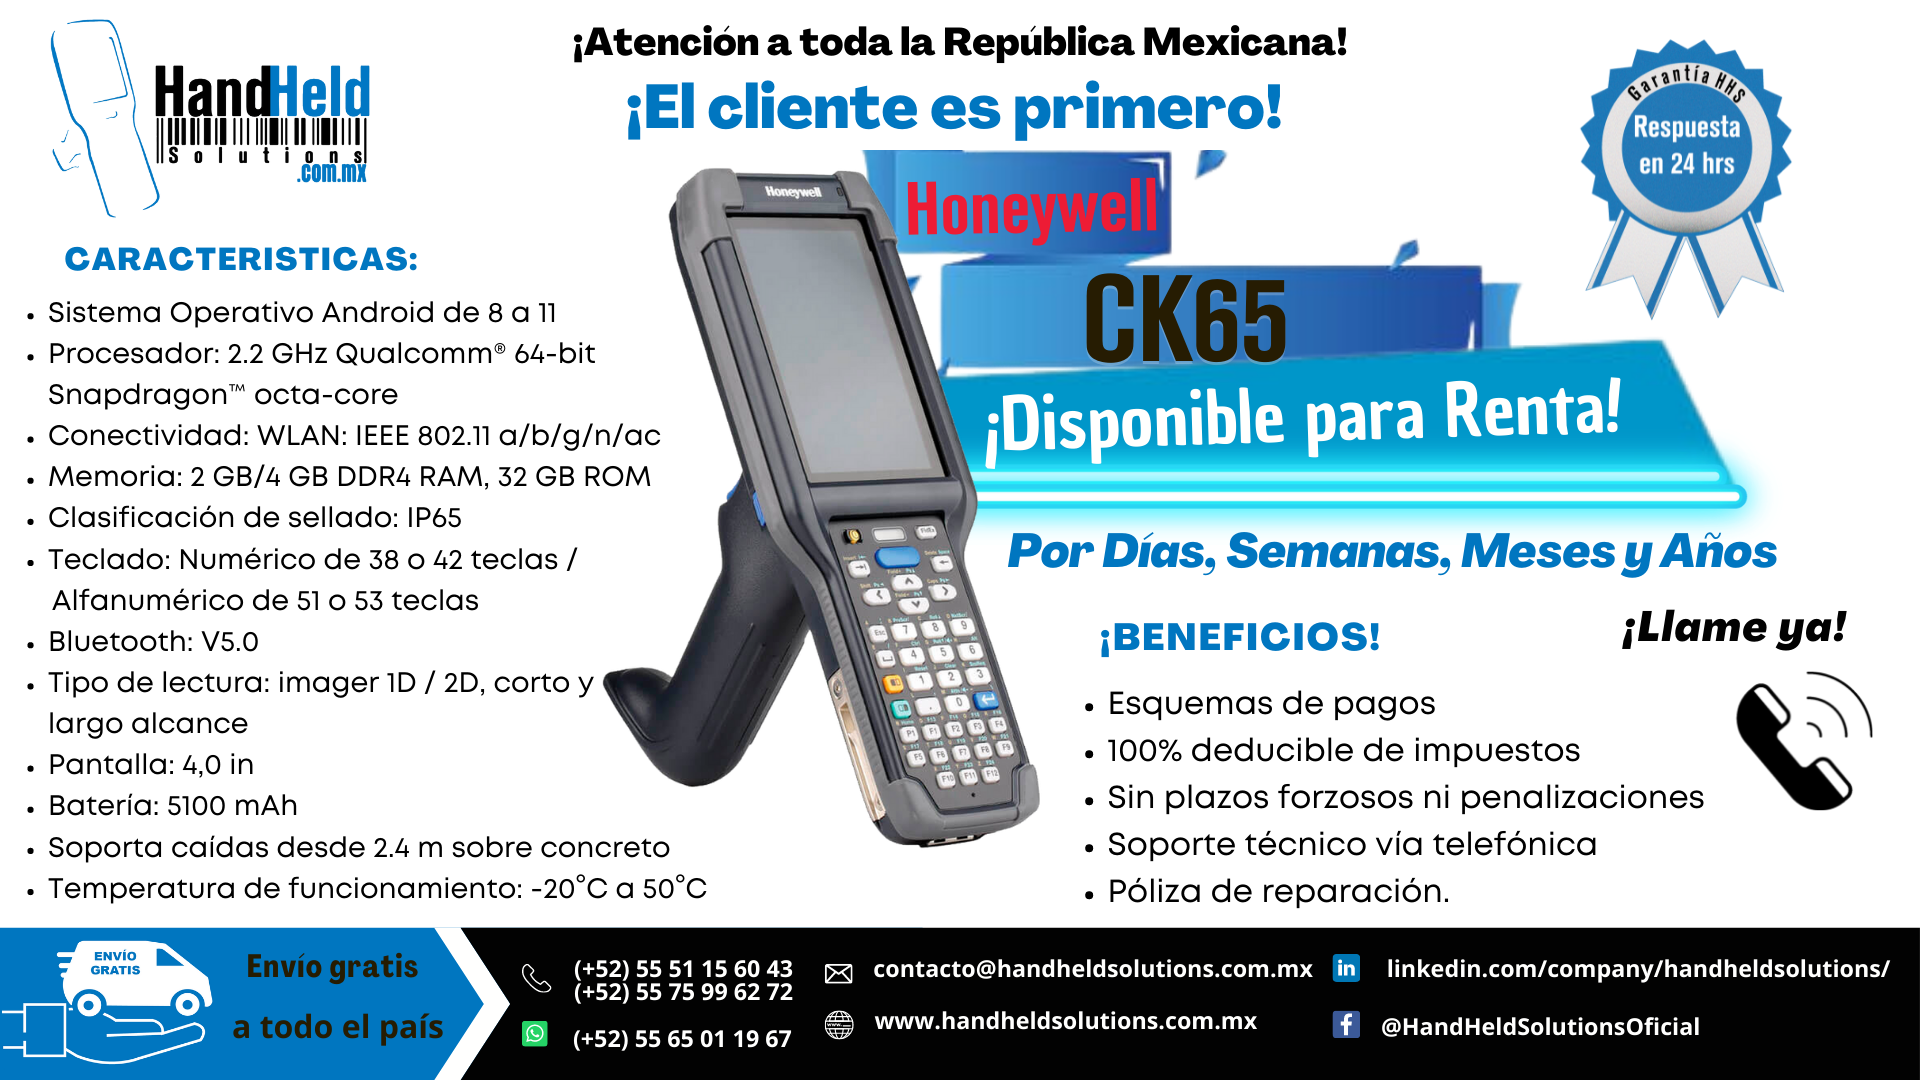 HandHeld
Solutions
.com.mx
¡Atención a toda la República Mexicana!
¡El cliente es primero!
Garantía HHS
Respuesta
en 24 hrs
Honeywell
Honeywell
CK65
¡Disponible para Renta!
Por Días, Semanas, Meses y Años
CARACTERISTICAS:
• Sistema Operativo Android de 8 a 11
• Procesador: 2.2 GHz Qualcomm® 64-bit
Snapdragon™ octa-core
• Conectividad: WLAN: IEEE 802.11 a/b/g/n/ac
• Memoria: 2 GB/4 GB DDR4 RAM, 32 GB ROM
• Clasificación de sellado: IP65
• Teclado: Numérico de 38 o 42 teclas /
Alfanumérico de 51 o 53 teclas
• Bluetooth: V5.0
• Tipo de lectura: imager 1D / 2D, corto y
largo alcance
• Pantalla: 4,0 in
• Batería: 5100 mAh
• Soporta caídas desde 2.4 m sobre concreto
• Temperatura de funcionamiento: -20°C a 50°C
¡BENEFICIOS!
¡Llame ya!
• Esquemas de pagos
• 100% deducible de impuestos
• Sin plazos forzosos ni penalizaciones
• Soporte técnico vía telefónica
• Póliza de reparación.
ENVÍO
GRATIS
Envío gratis
a todo el país
(+52) 55 51 15 60 43
(+52) 55 75 99 62 72
(+52) 55 65 01 19 67
contacto@handheldsolutions.com.mx
www.handheldsolutions.com.mx
linkedin.com/company/handheldsolutions/
@HandHeldSolutionsOficial